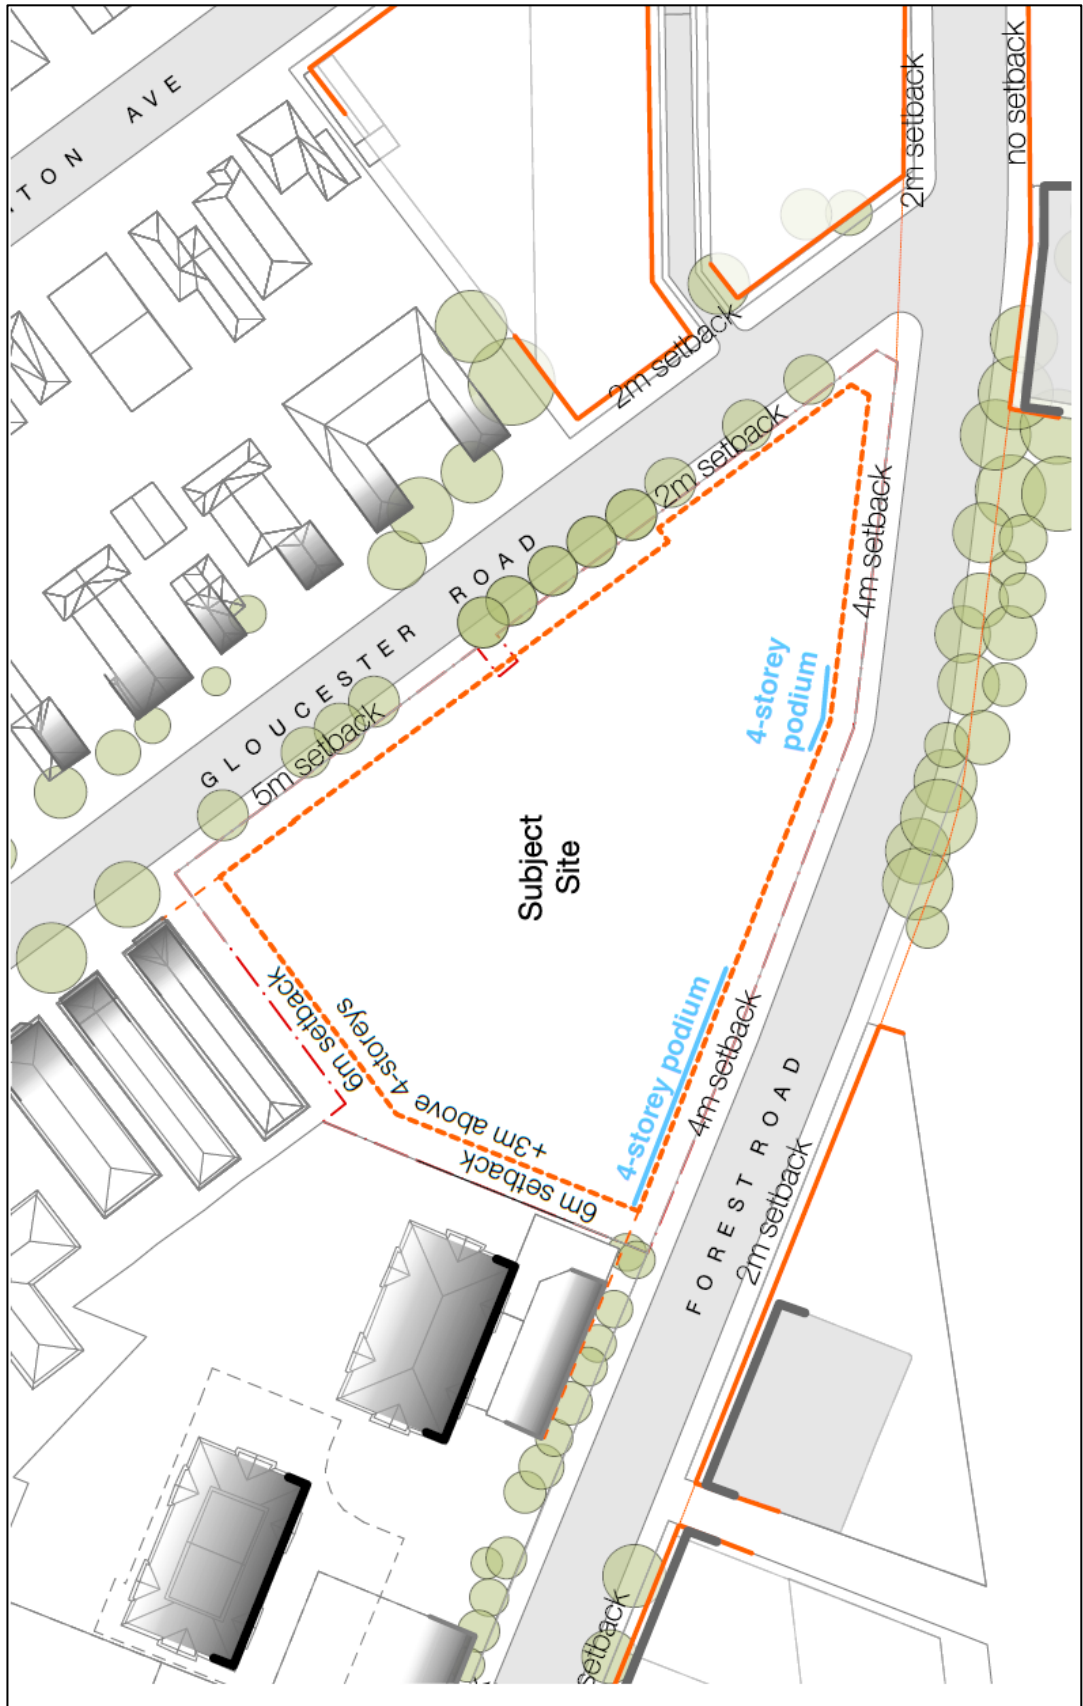 TON AVE
no setback
2m setback
2m setback
2m setback
4m setback
GLOUCESTER ROAD
5m setback
4-storey
podium
Subject
Site
6m setback
+3m above 4-storeys
6m setback
4-storey podium
4m setback
FOREST ROAD
2m setback
setback